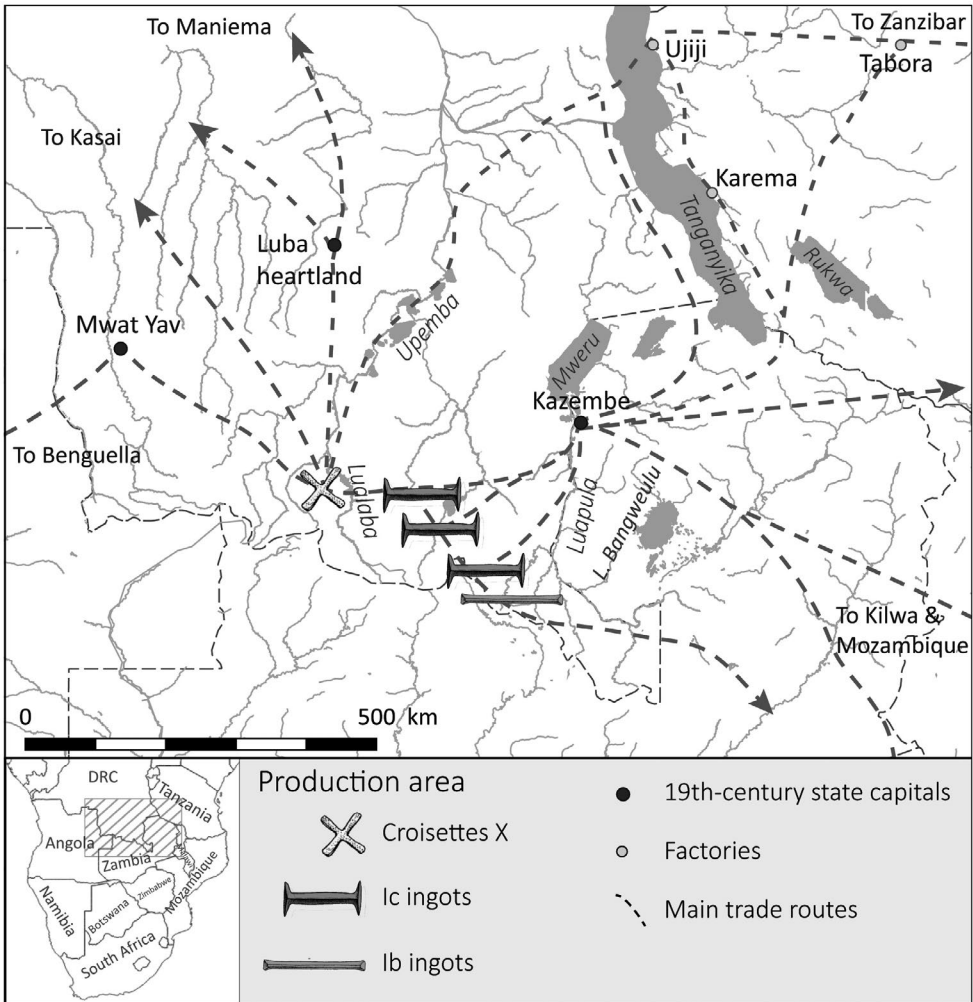 To Maniema
To Zanzibar
Ujiji
Tabora
To Kasai
Karema
Tanganyika
Luba
heartland
Rukwa
Upemba
Mwat Yav
Mweru
Kazembe
To Benguella
Lualaba
Luapula
L. Bangweulu
To Kilwa &
Mozambique
0 500 km
DRC
Tanzania
Angola
Zambia
Malawi
Mozambique
Zimbabwe
Namibia
Botswana
South Africa
Production area
Croisettes X
Ic ingots
Ib ingots
19th-century state capitals
Factories
Main trade routes